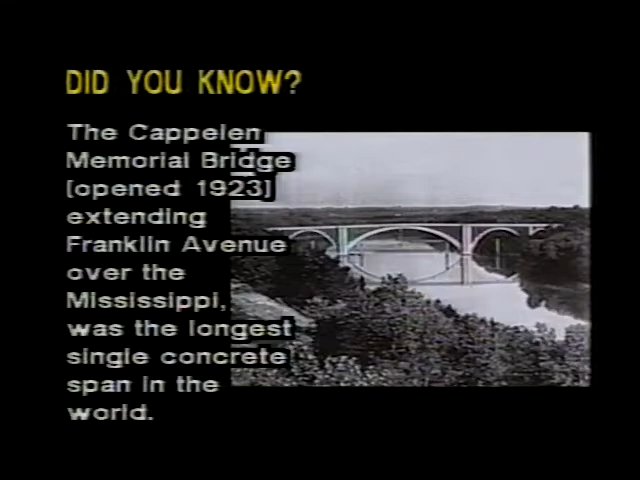 DID YOU KNOW?
The Cappelen
Memorial Bridge
[opened 1923]
extending
Franklin Avenue
over the
Mississippi,
was the longest
single concrete
span in the
world.